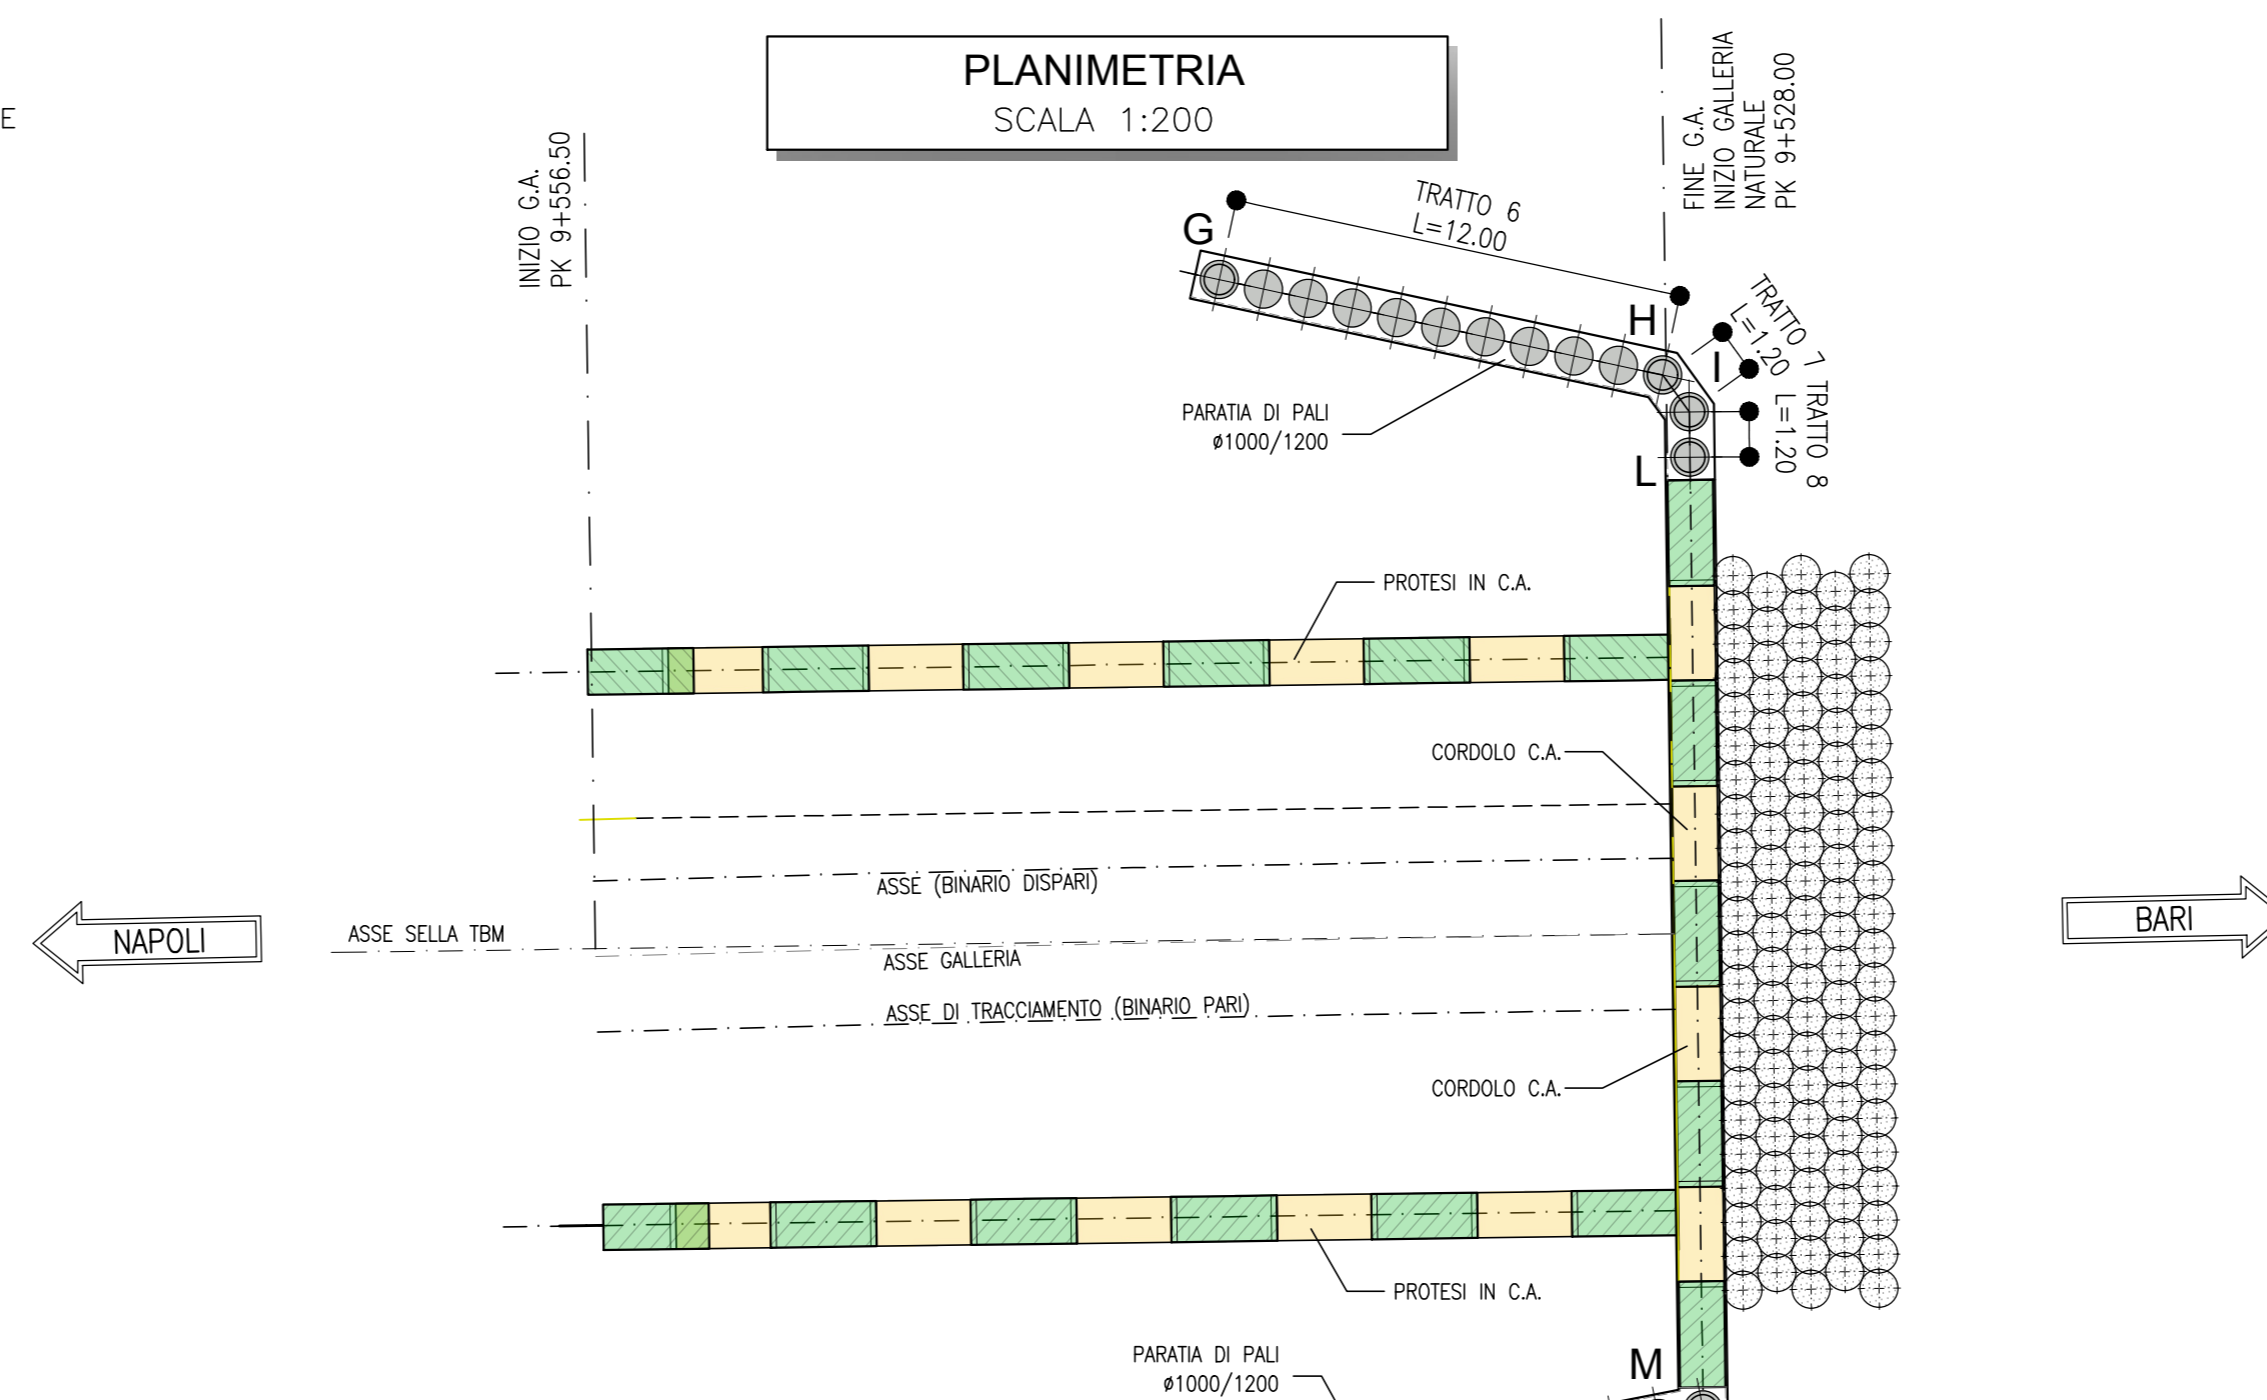 E
PLANIMETRIA
SCALA 1:200
INIZIO G.A.
PK 9+556.50
FINE G.A.
INIZIO GALLERIA
NATURALE
PK 9+528.00
G
TRATTO 6
L=12.00
H
TRATTO 7
L=1.20
I
TRATTO 8
L=1.20
PARATIA DI PALI
ø1000/1200
L
PROTESI IN C.A.
CORDOLO C.A.
ASSE (BINARIO DISPARI)
NAPOLI
BARI
ASSE SELLA TBM
ASSE GALLERIA
ASSE DI TRACCIAMENTO (BINARIO PARI)
CORDOLO C.A.
PROTESI IN C.A.
PARATIA DI PALI
ø1000/1200
M